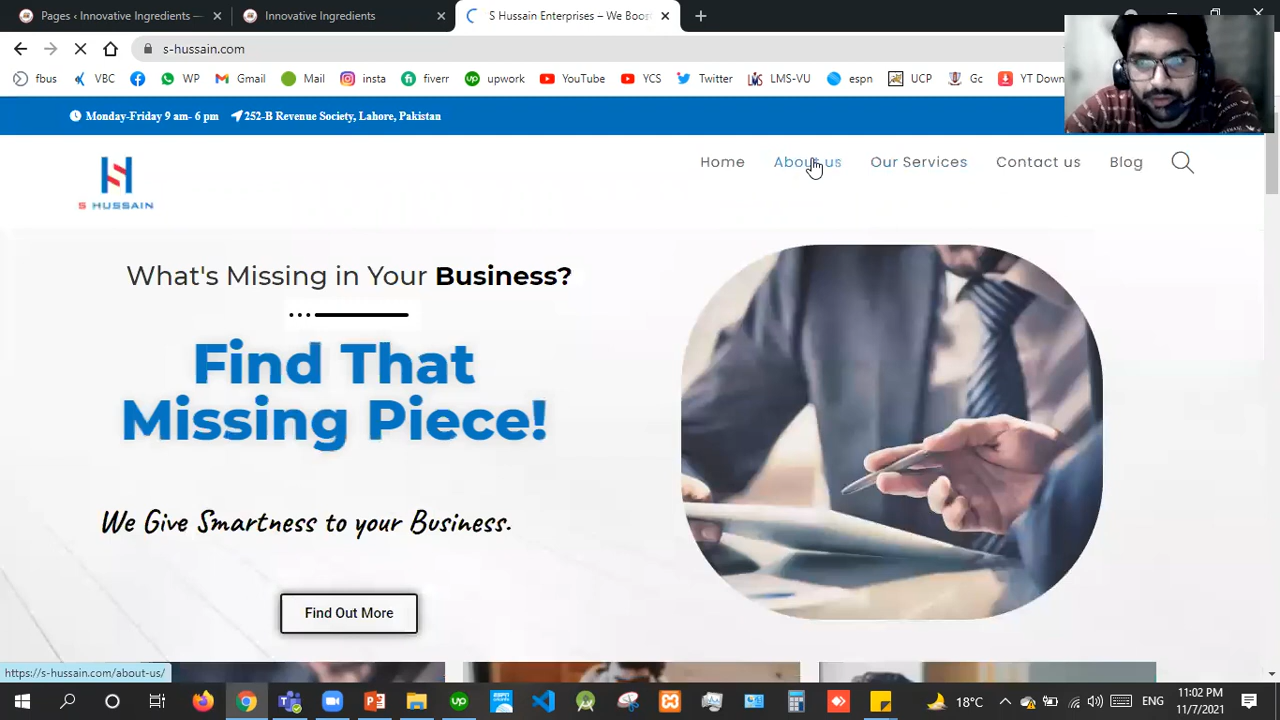 Pages ‹ Innovative Ingredients —
Innovative Ingredients
S Hussain Enterprises – We Boos
s-hussain.com
fbus
VBC
WP
Gmail
Mail
insta
fiverr
upwork
YouTube
YCS
Twitter
LMS-VU
espn
UCP
Gc
YT Down
Monday-Friday 9 am- 6 pm
252-B Revenue Society, Lahore, Pakistan
S HUSSAIN
Home
About us
Our Services
Contact us
Blog
What's Missing in Your Business?
Find That
Missing Piece!
We Give Smartness to your Business.
Find Out More
https://s-hussain.com/about-us/
18°C
ENG
11:02 PM
11/7/2021